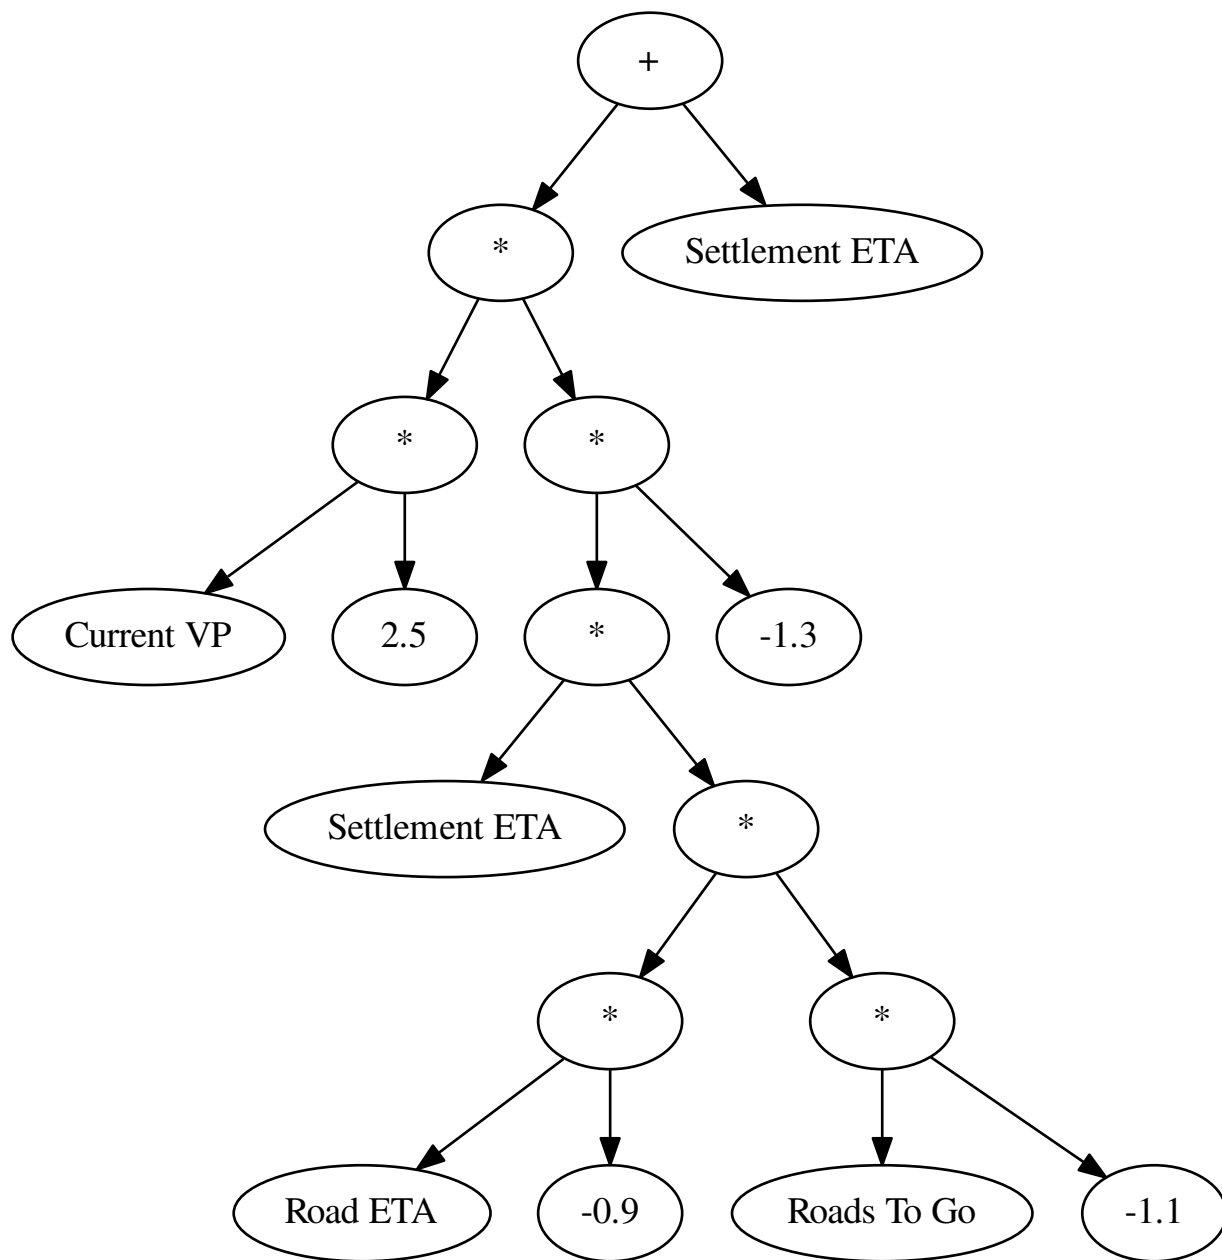 +
*
Settlement ETA
*
*
Current VP
2.5
*
-1.3
Settlement ETA
*
*
*
Road ETA
-0.9
Roads To Go
-1.1